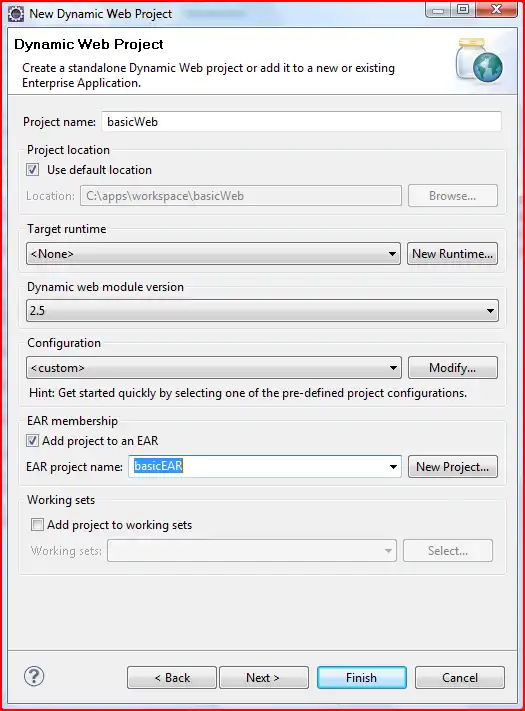 New Dynamic Web Project
Dynamic Web Project
Create a standalone Dynamic Web project or add it to a new or existing
Enterprise Application.
Project name: basicWeb
Project location
Use default location
Location: C:\apps\workspace\basicWeb Browse...
Target runtime
<None> New Runtime...
Dynamic web module version
2.5
Configuration
<custom> Modify...
Hint: Get started quickly by selecting one of the pre-defined project configurations.
EAR membership
Add project to an EAR
EAR project name: basicEAR New Project...
Working sets
Add project to working sets
Working sets: Select...
? < Back Next > Finish Cancel